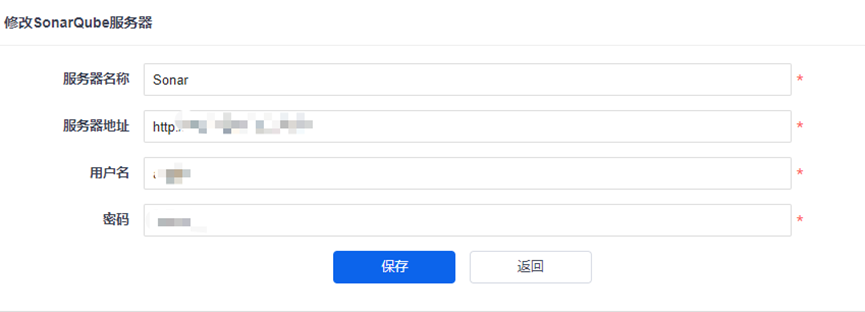 修改SonarQube服务器
服务器名称 Sonar *
服务器地址 http: *
用户名 *
密码 *
保存 返回